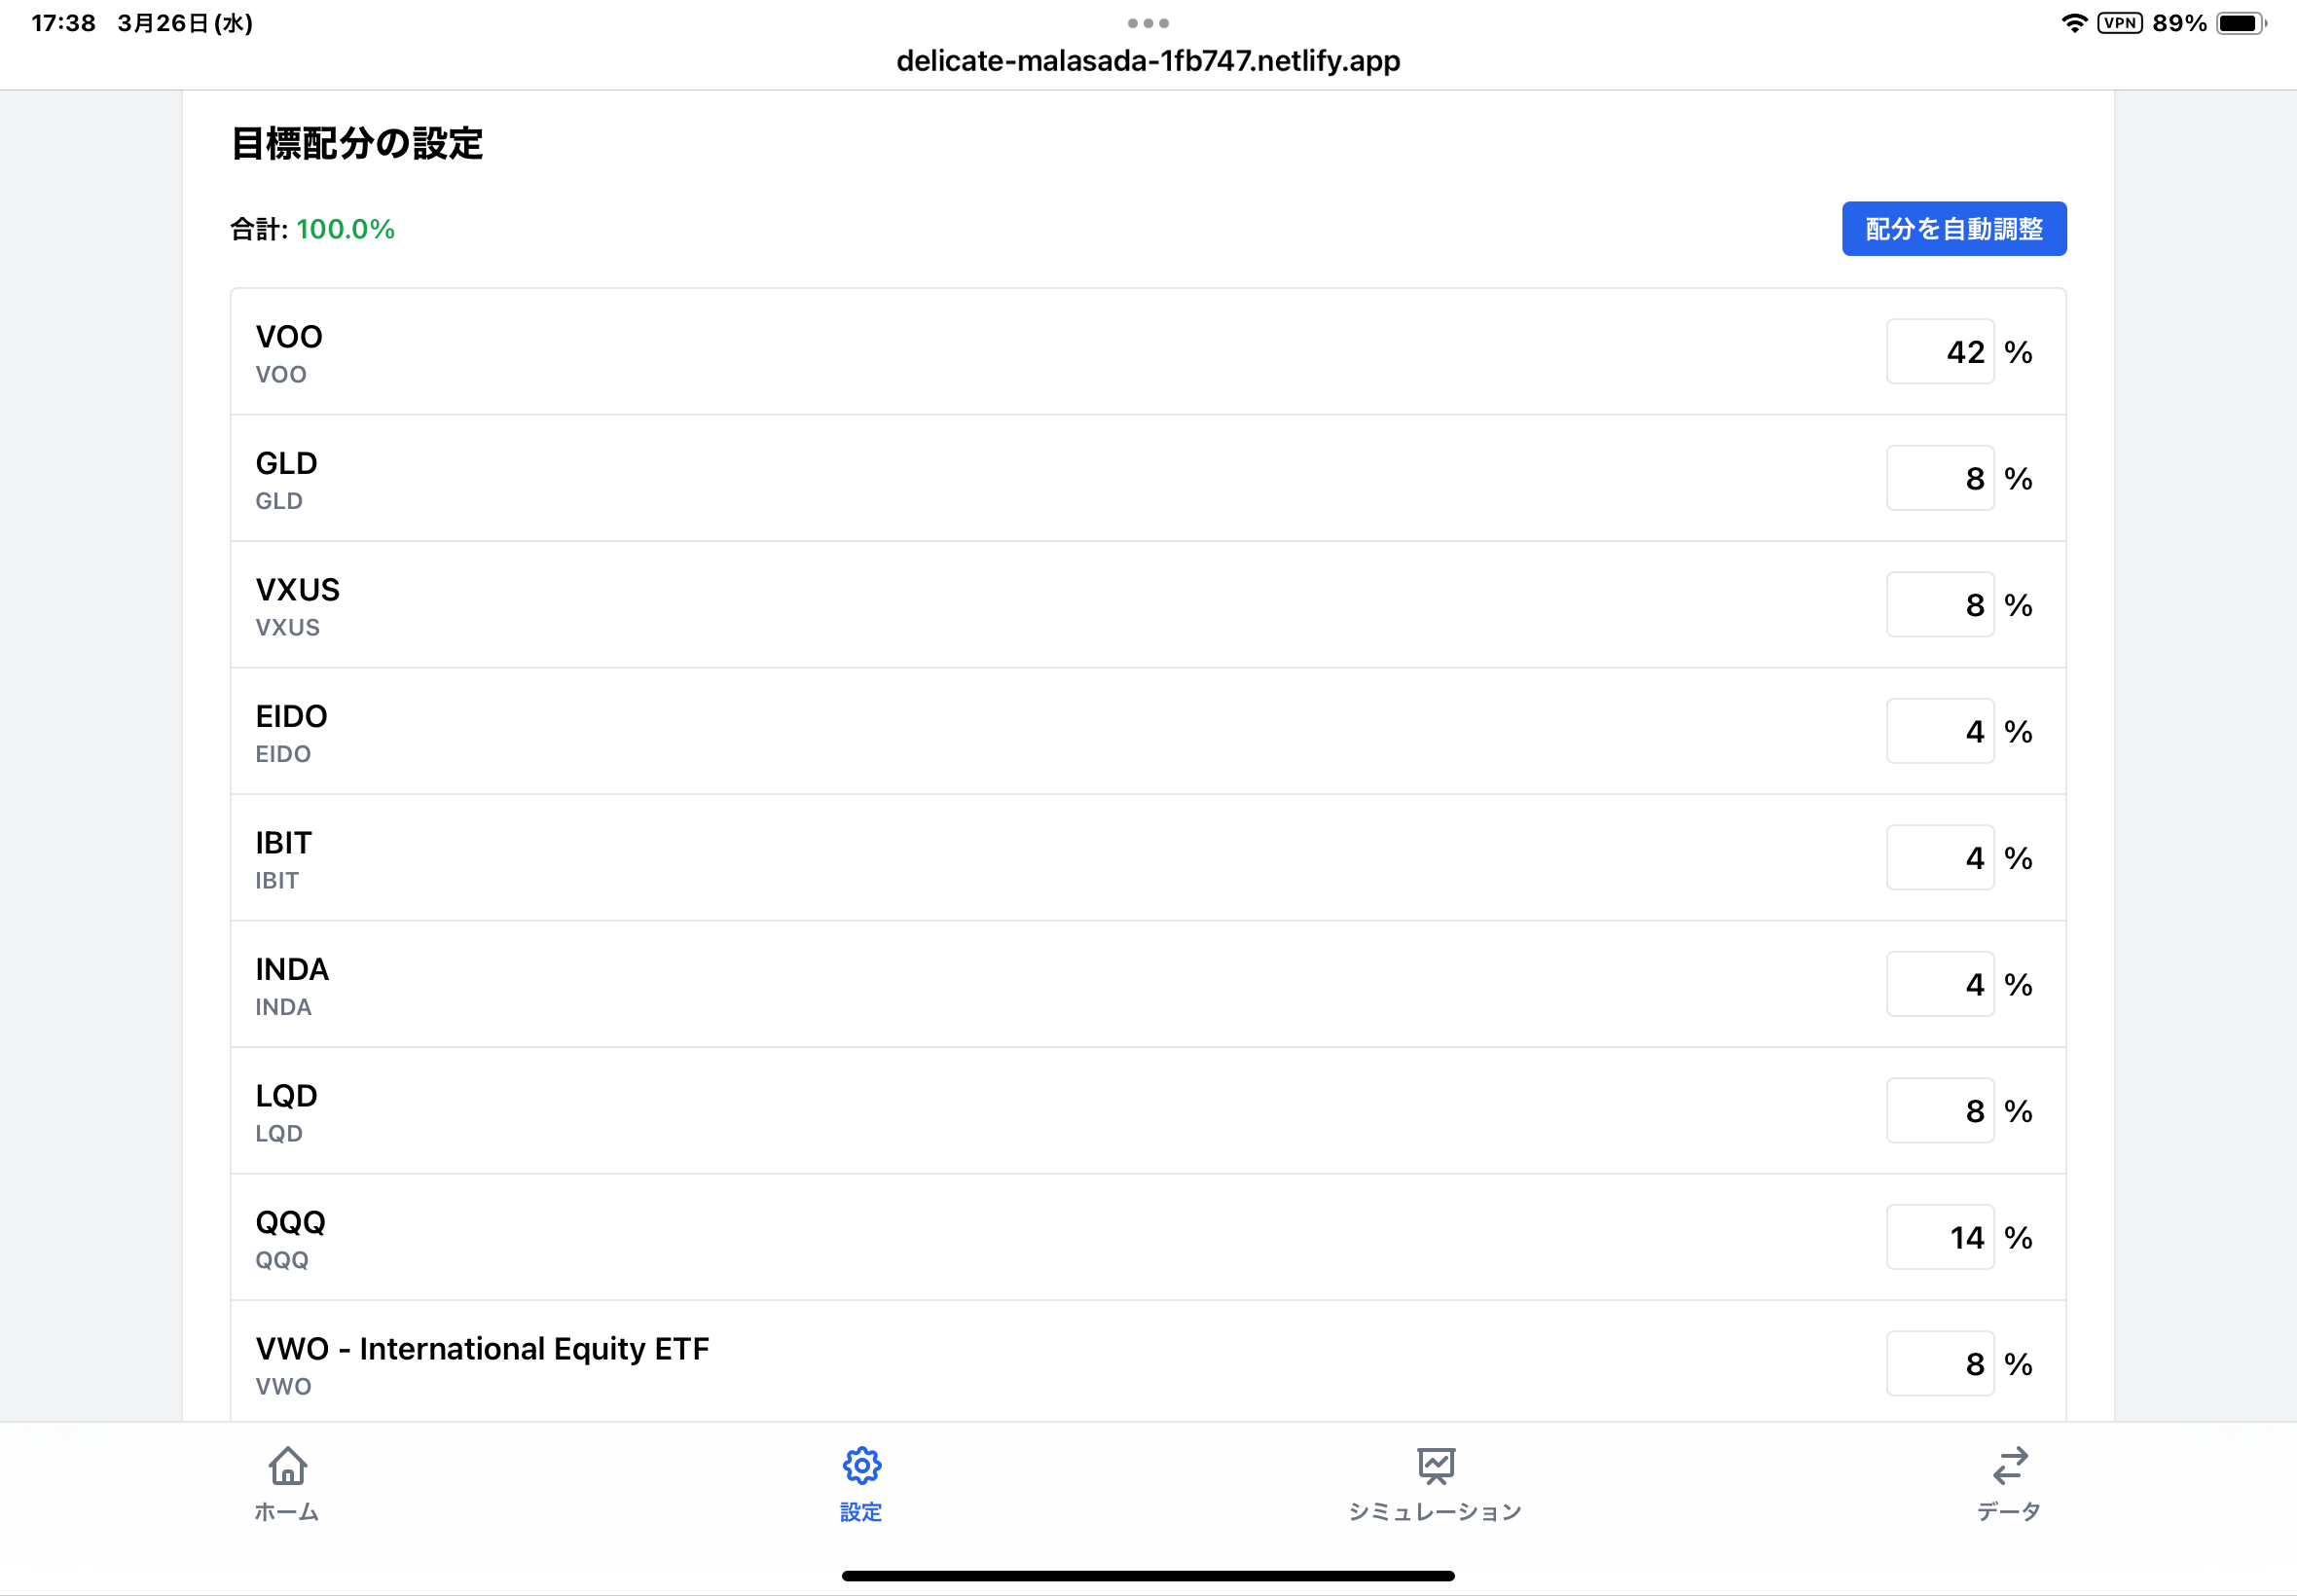 17:38 3月26日(水)
VPN 89%
delicate-malasada-1fb747.netlify.app
目標配分の設定
合計: 100.0%
配分を自動調整
VOO
VOO
42 %
GLD
GLD
8 %
VXUS
VXUS
8 %
EIDO
EIDO
4 %
IBIT
IBIT
4 %
INDA
INDA
4 %
LQD
LQD
8 %
QQQ
QQQ
14 %
VWO - International Equity ETF
VWO
8 %
ホーム
設定
シミュレーション
データ